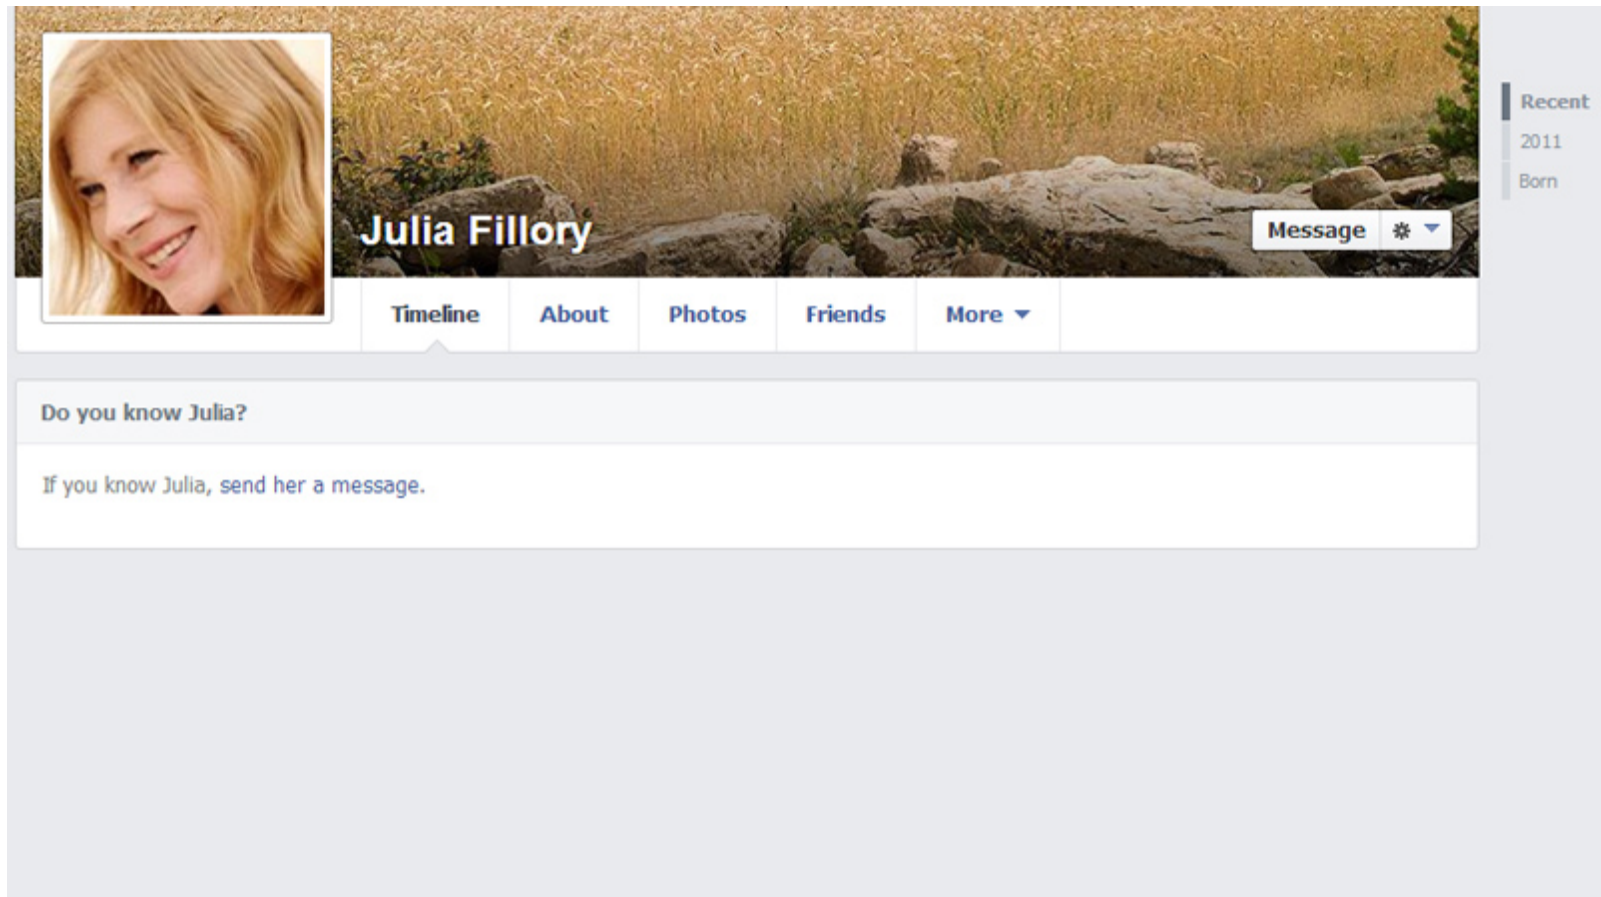 Julia Fillory
Message
Timeline About Photos Friends More
Do you know Julia?
If you know Julia, send her a message.
Recent
2011
Born